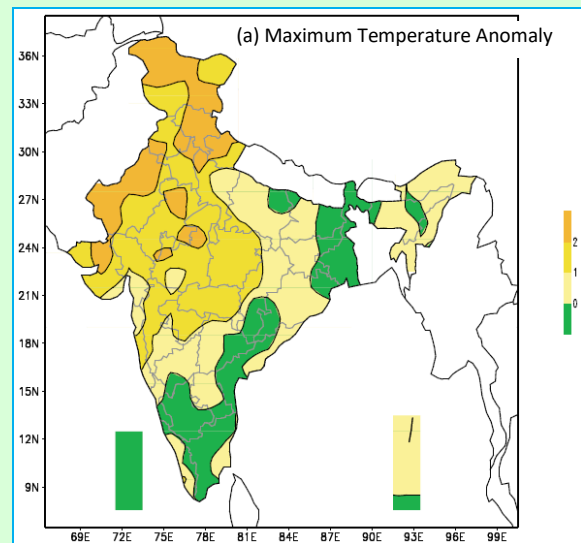 (a) Maximum Temperature Anomaly
36N
33N
30N
27N
24N
21N
18N
15N
12N
9N
2
1
0
69E 72E 75E 78E 81E 84E 87E 90E 93E 96E 99E